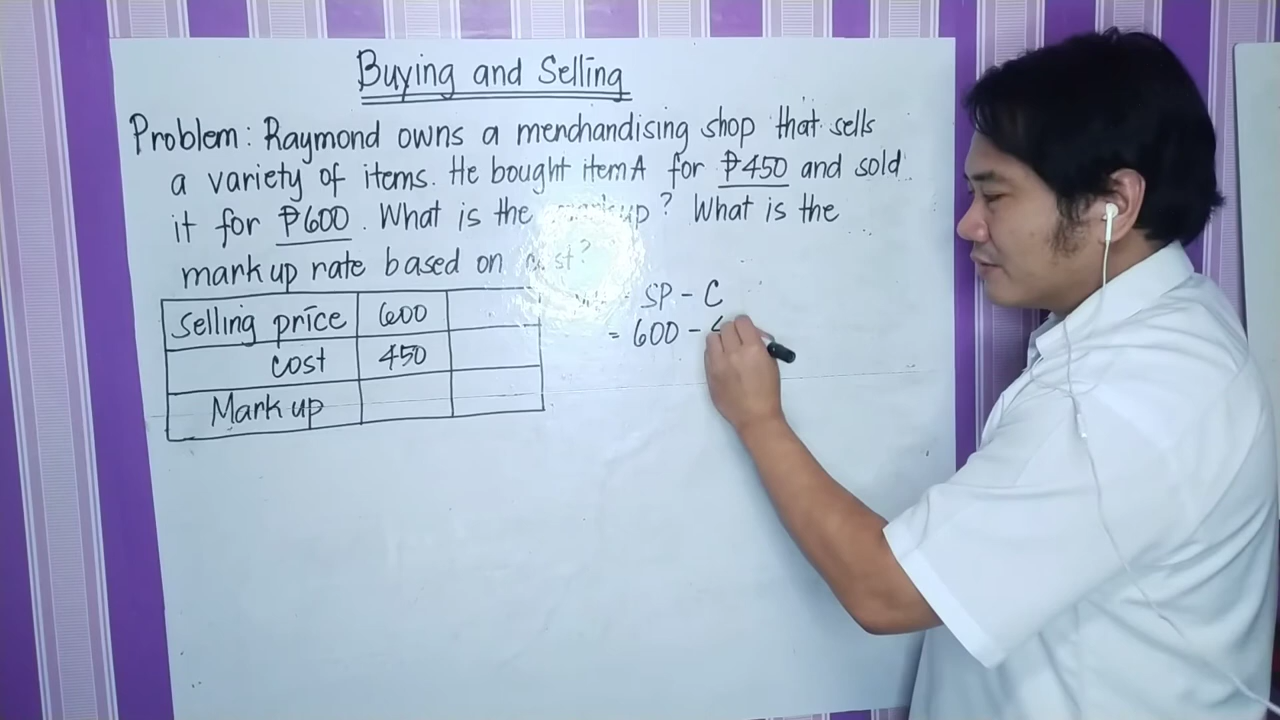 Buying and Selling
Problem: Raymond owns a menchandising shop that sells
a variety of items. He bought item A for ₱450 and sold
it for ₱600. What is the markup? What is the
mark up rate based on cost?
Selling price 600
cost 450
Mark up
= SP - C
= 600 -